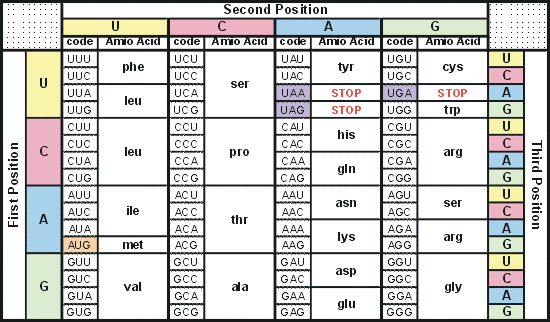 Second Position
U C A G
code Amio Acid code Amio Acid code Amio Acid code Amio Acid
First Position
Third Position
U
UUU phe UCU ser UAU tyr UGU cys U
UUC UCC UAC UGC C
UUA leu UCA UAA STOP UGA STOP A
UUG UCG UAG STOP UGG trp G
C
CUU leu CCU pro CAU his CGU arg U
CUC CCC CAC CGC C
CUA CCA CAA gln CGA A
CUG CCG CAG CGG G
A
AUU ile ACU thr AAU asn AGU ser U
AUC ACC AAC AGC C
AUA ACA AAA lys AGA arg A
AUG met ACG AAG AGG G
G
GUU val GCU ala GAU asp GGU gly U
GUC GCC GAC GGC C
GUA GCA GAA glu GGA A
GUG GCG GAG GGG G